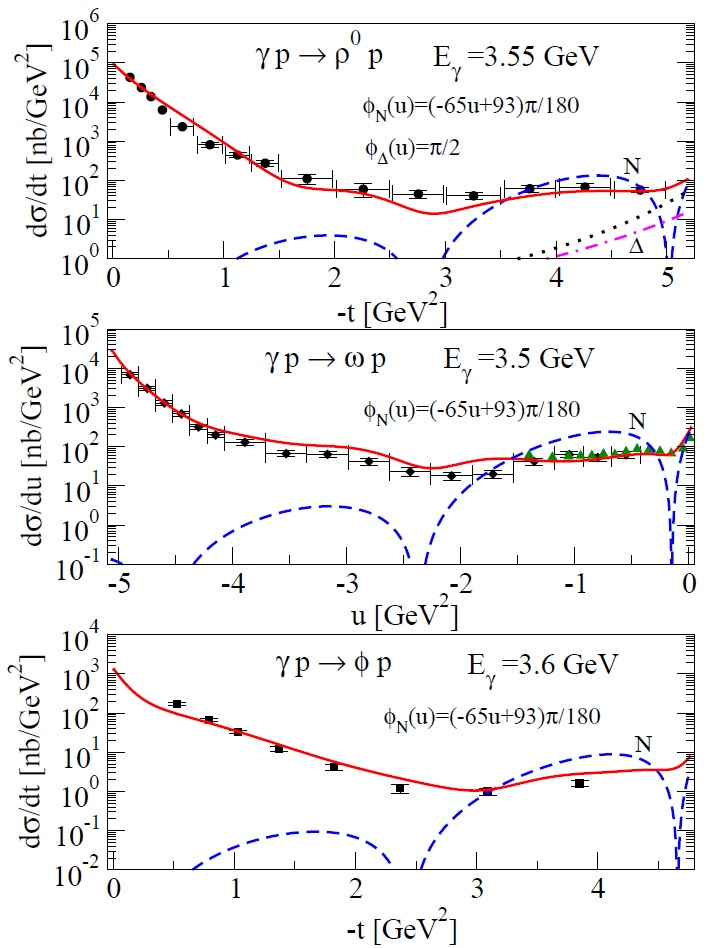 γ p → ρ⁰ p E_γ =3.55 GeV
ϕ_N(u)=(-65u+93)π/180
ϕ_Δ(u)=π/2
N
Δ
dσ/dt [nb/GeV²]
10⁶
10⁵
10⁴
10³
10²
10¹
10⁰
0 1 2 3 4 5
-t [GeV²]
γ p → ω p E_γ =3.5 GeV
ϕ_N(u)=(-65u+93)π/180
N
dσ/du [nb/GeV²]
10⁵
10⁴
10³
10²
10¹
10⁰
10⁻¹
-5 -4 -3 -2 -1 0
u [GeV²]
γ p → ϕ p E_γ =3.6 GeV
ϕ_N(u)=(-65u+93)π/180
N
dσ/dt [nb/GeV²]
10⁴
10³
10²
10¹
10⁰
10⁻¹
10⁻²
0 1 2 3 4
-t [GeV²]